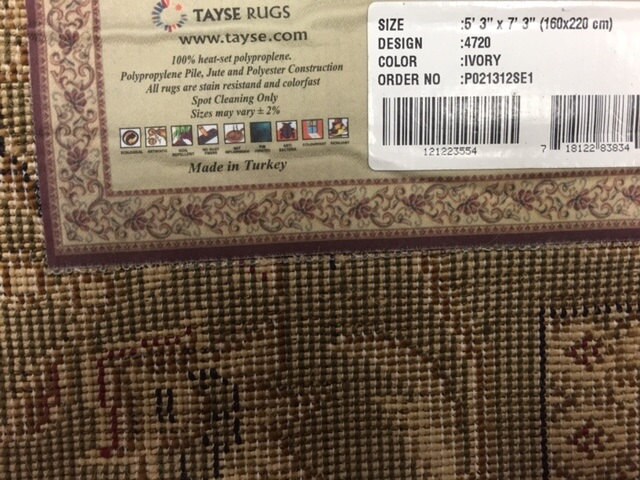 TAYSE RUGS
www.tayse.com
100% heat-set polypropolene.
Polypropylene Pile, Jute and Polyester Construction
All rugs are stain resistand and colorfast
Spot Cleaning Only
Sizes may vary ± 2%
Made in Turkey
SIZE :5' 3" x 7' 3" (160x220 cm)
DESIGN :4720
COLOR :IVORY
ORDER NO :P021312SE1
121223554
7 18122 83834